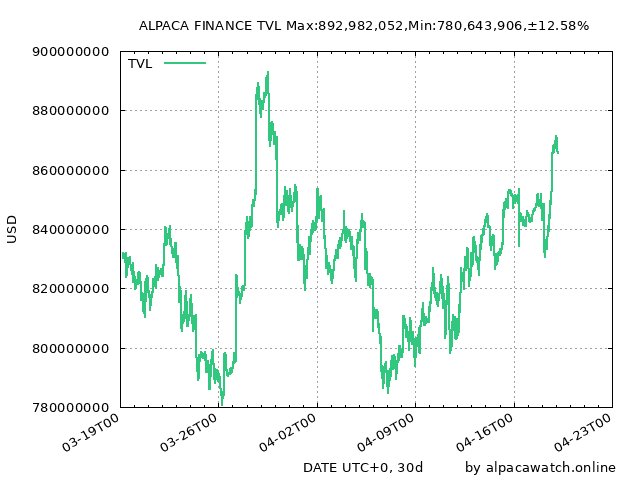 ALPACA FINANCE TVL Max:892,982,052,Min:780,643,906,±12.58%
900000000
TVL
880000000
860000000
840000000
USD
820000000
800000000
780000000
03-19T00
03-26T00
04-02T00
04-09T00
04-16T00
04-23T00
DATE UTC+0, 30d
by alpacawatch.online